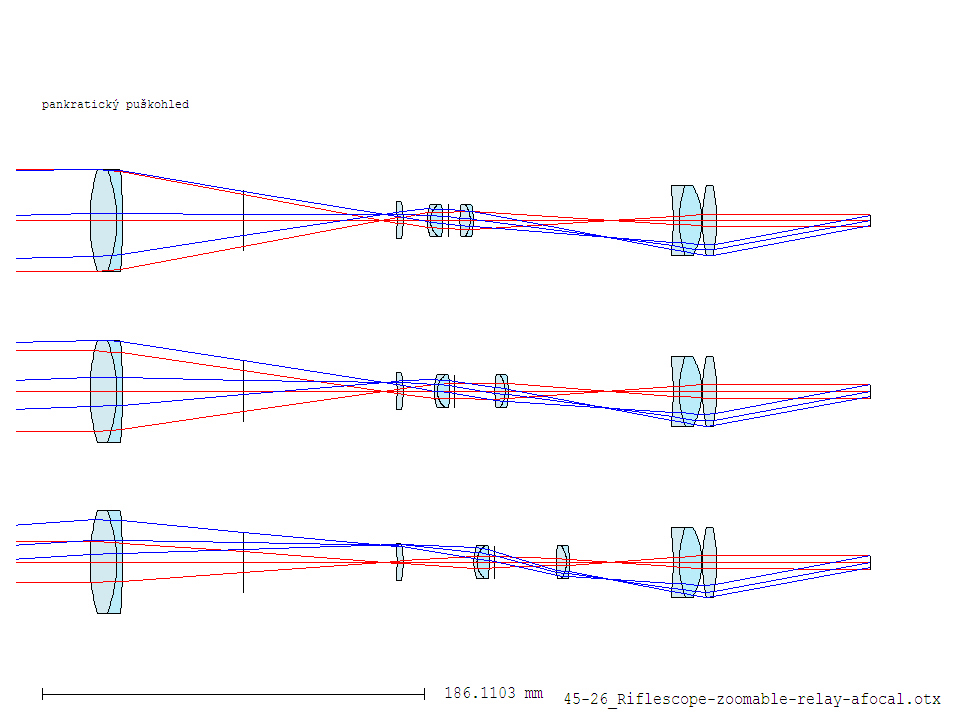 pankratický puškohled
186.1103 mm
45-26_Riflescope-zoomable-relay-afocal.otx